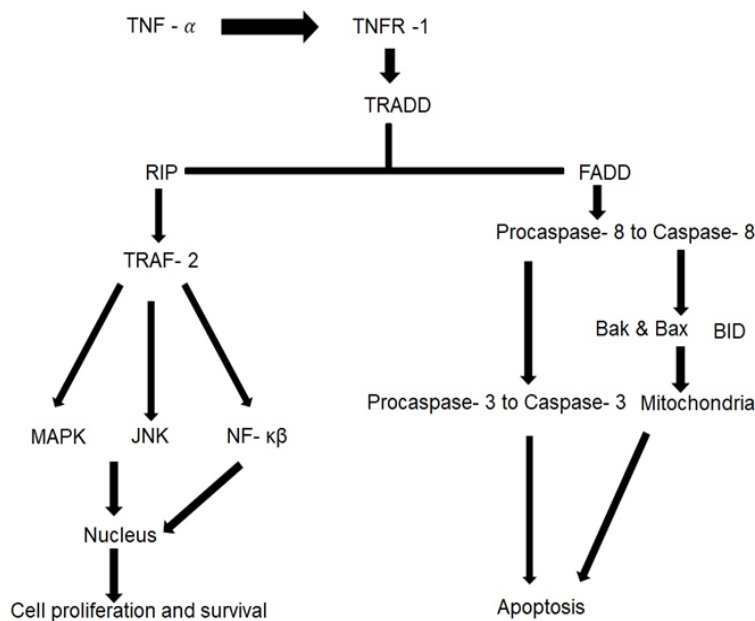 TNF - α
TNFR -1
TRADD
RIP
FADD
Procaspase- 8 to Caspase- 8
TRAF- 2
Bak & Bax
BID
Procaspase- 3 to Caspase- 3
Mitochondria
MAPK
JNK
NF- κβ
Nucleus
Cell proliferation and survival
Apoptosis